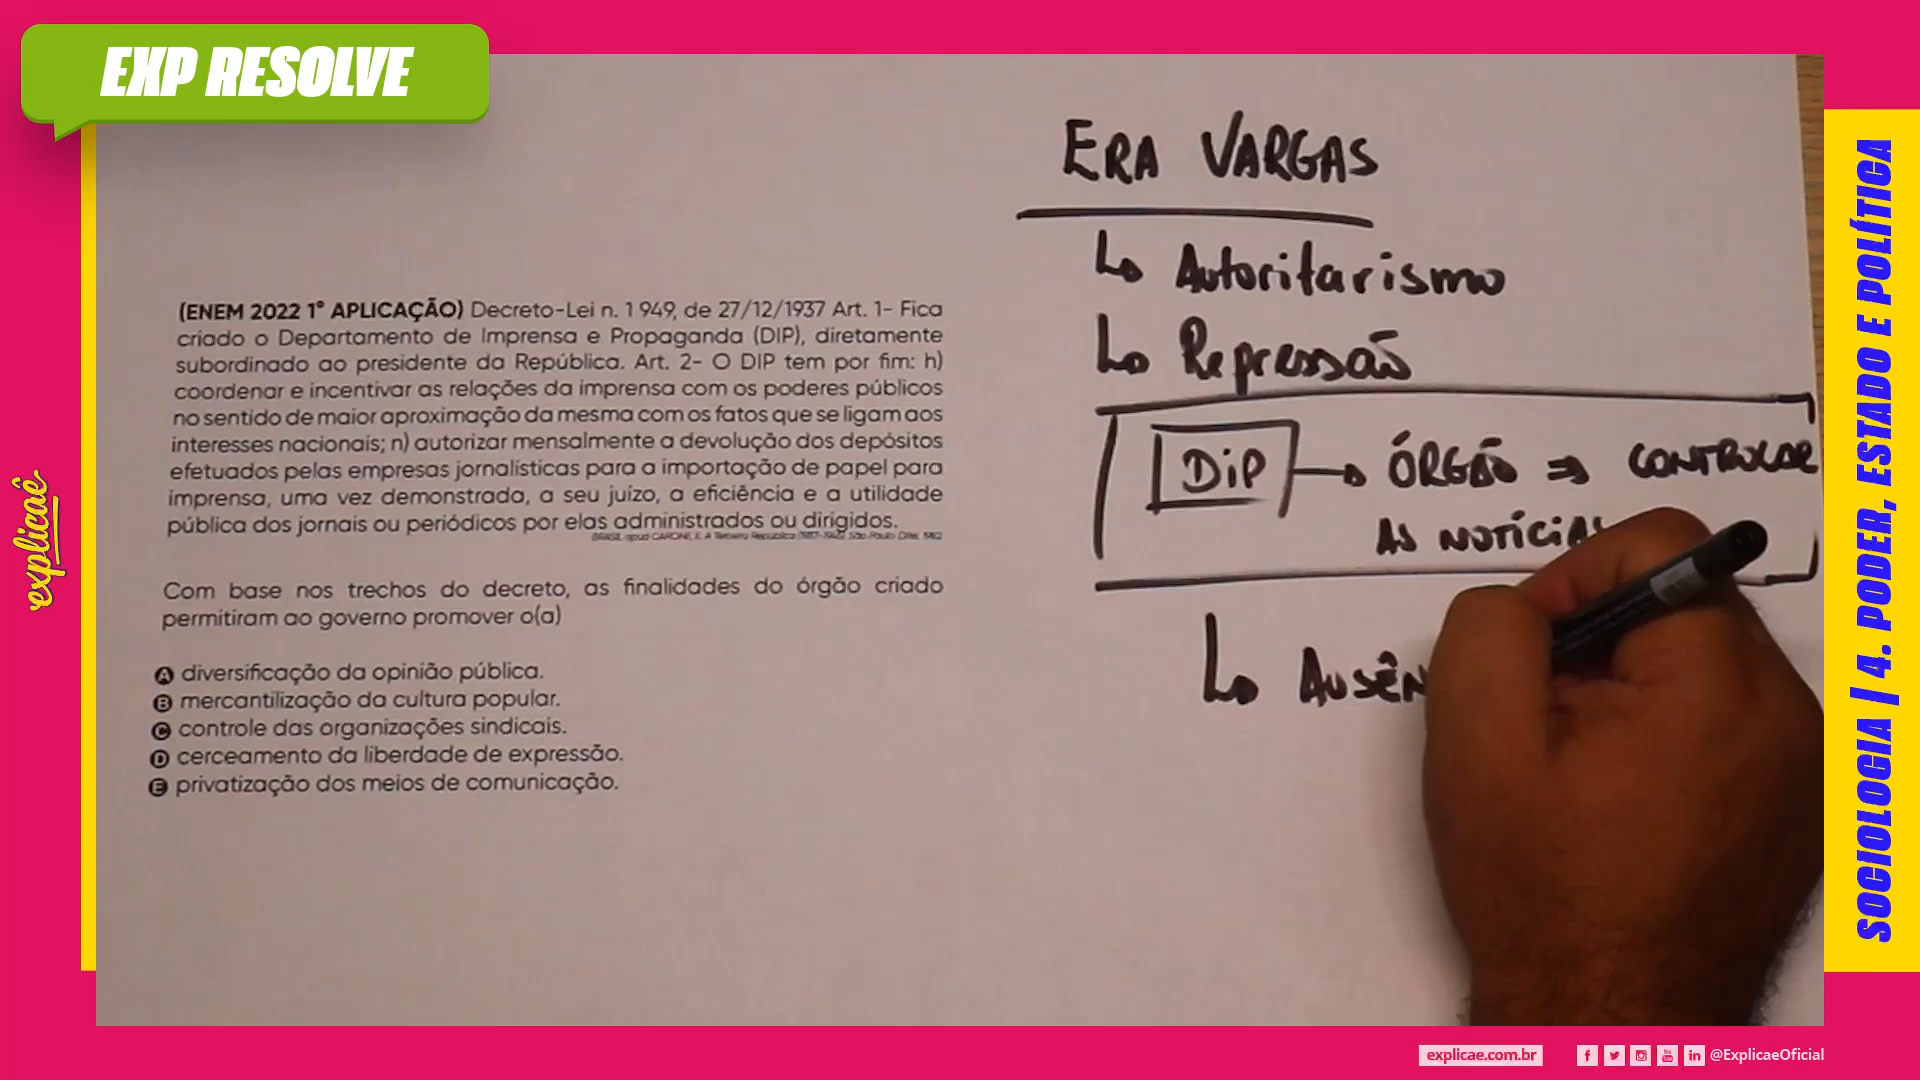 EXP RESOLVE
ERA VARGAS
Autoritarismo
Repressão
DIP → ÓRGÃO ⇒ CONTROLAR
AS NOTÍCIAS
(ENEM 2022 1° APLICAÇÃO) Decreto-Lei n. 1 949, de 27/12/1937 Art. 1- Fica
criado o Departamento de Imprensa e Propaganda (DIP), diretamente
subordinado ao presidente da República. Art. 2- O DIP tem por fim: h)
coordenar e incentivar as relações da imprensa com os poderes públicos
no sentido de maior aproximação da mesma com os fatos que se ligam aos
interesses nacionais; n) autorizar mensalmente a devolução dos depósitos
efetuados pelas empresas jornalísticas para a importação de papel para
imprensa, uma vez demonstrada, a seu juízo, a eficiência e a utilidade
pública dos jornais ou periódicos por elas administrados ou dirigidos.
Com base nos trechos do decreto, as finalidades do órgão criado
permitiram ao governo promover o(a)
A diversificação da opinião pública.
B mercantilização da cultura popular.
C controle das organizações sindicais.
D cerceamento da liberdade de expressão.
E privatização dos meios de comunicação.
AUSÊN
explicaê
SOCIOLOGIA | 4. PODER, ESTADO E POLÍTICA
explicae.com.br
@ExplicaeOficial